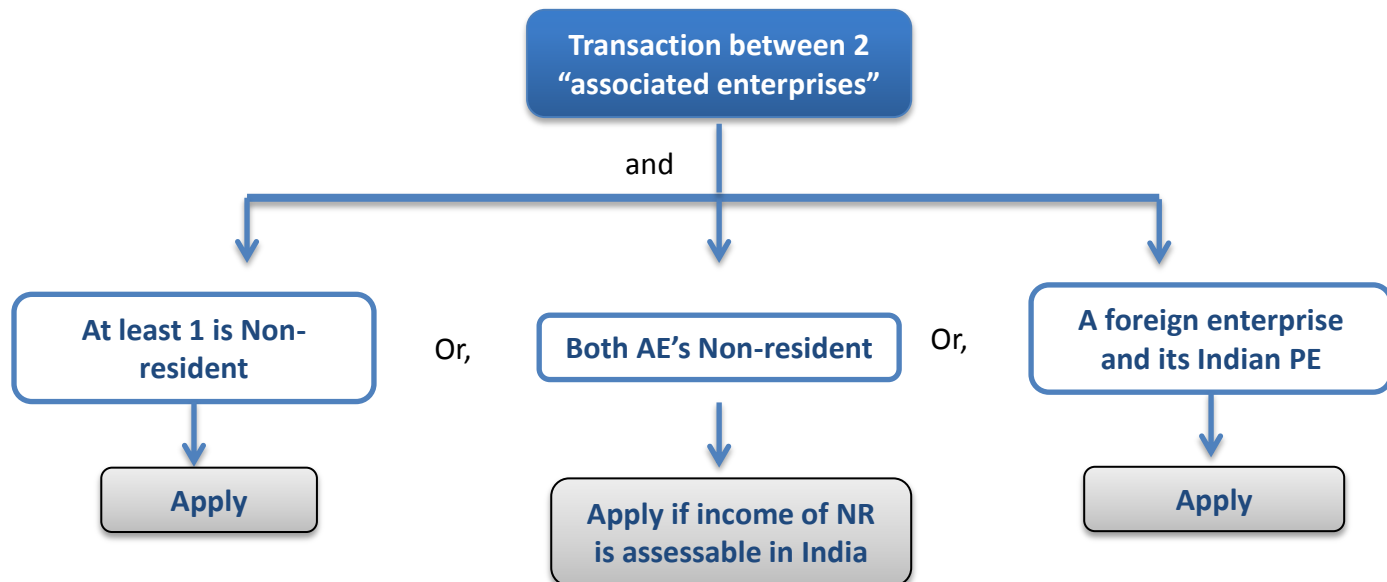 Transaction between 2
“associated enterprises”
and
At least 1 is Non-
resident
Or,
Both AE’s Non-resident
Or,
A foreign enterprise
and its Indian PE
Apply
Apply if income of NR
is assessable in India
Apply